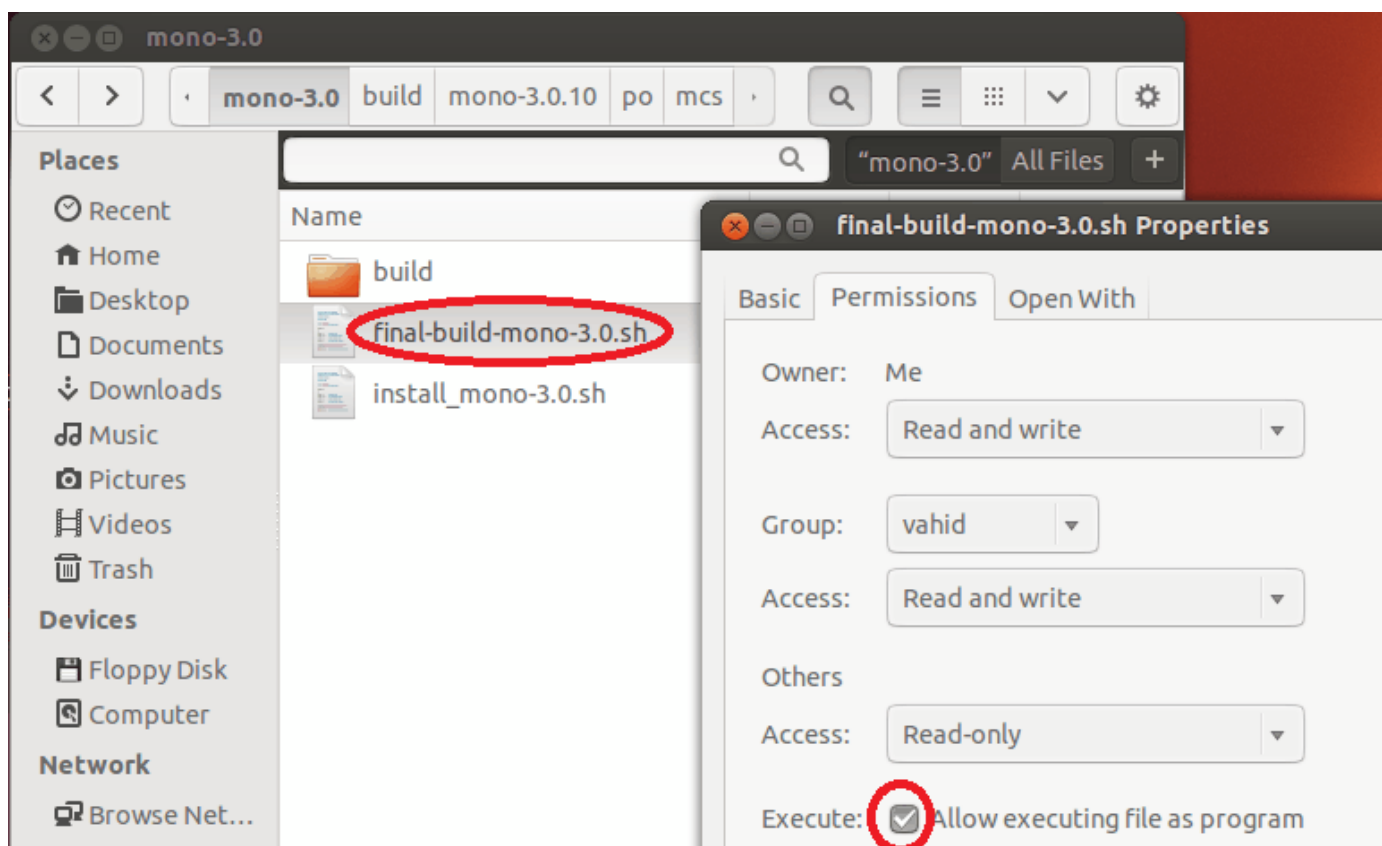 mono-3.0
mono-3.0 build mono-3.0.10 po mcs
Places
Recent
Home
Desktop
Documents
Downloads
Music
Pictures
Videos
Trash
Devices
Floppy Disk
Computer
Network
Browse Net...
“mono-3.0” All Files +
Name
build
final-build-mono-3.0.sh
install_mono-3.0.sh
final-build-mono-3.0.sh Properties
Basic Permissions Open With
Owner: Me
Access: Read and write
Group: vahid
Access: Read and write
Others
Access: Read-only
Execute: Allow executing file as program